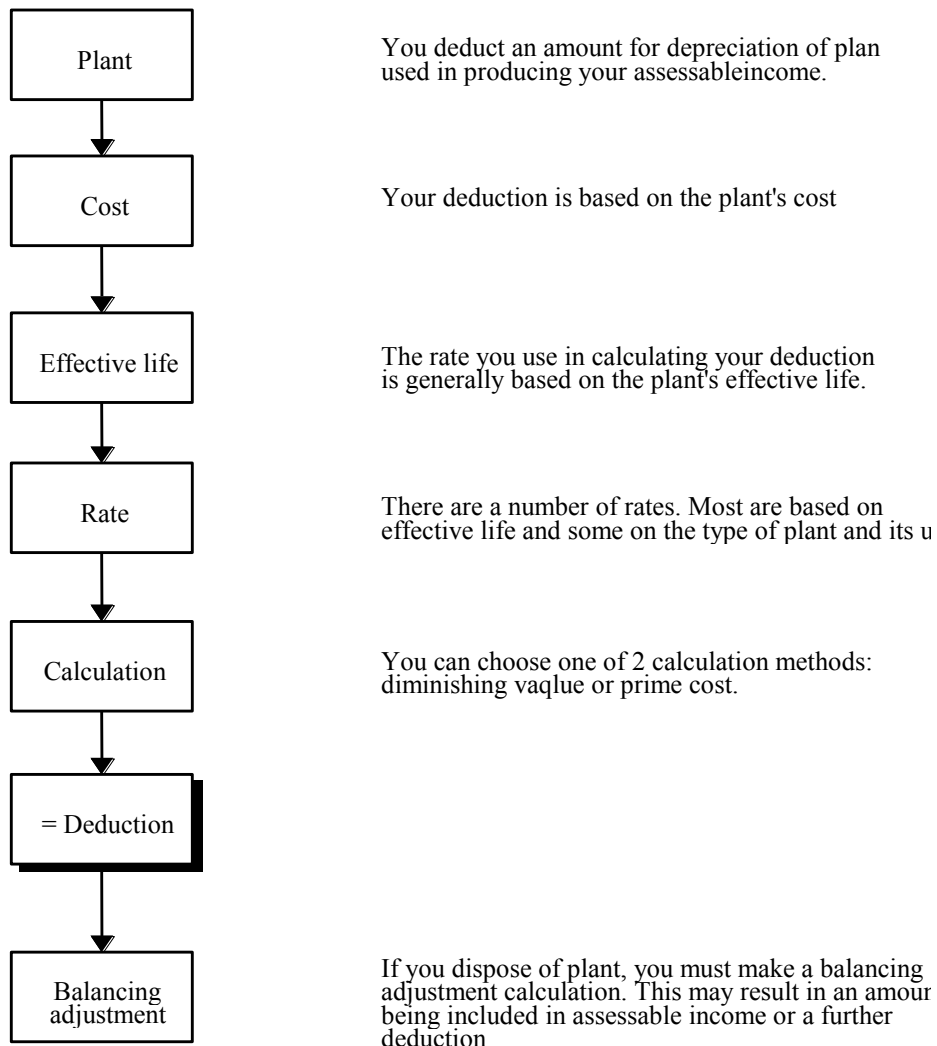 Plant
You deduct an amount for depreciation of plan
used in producing your assessableincome.
Cost
Your deduction is based on the plant's cost
Effective life
The rate you use in calculating your deduction
is generally based on the plant's effective life.
Rate
There are a number of rates. Most are based on
effective life and some on the type of plant and its u
Calculation
You can choose one of 2 calculation methods:
diminishing vaqlue or prime cost.
= Deduction
Balancing
adjustment
If you dispose of plant, you must make a balancing
adjustment calculation. This may result in an amoun
being included in assessable income or a further
deduction